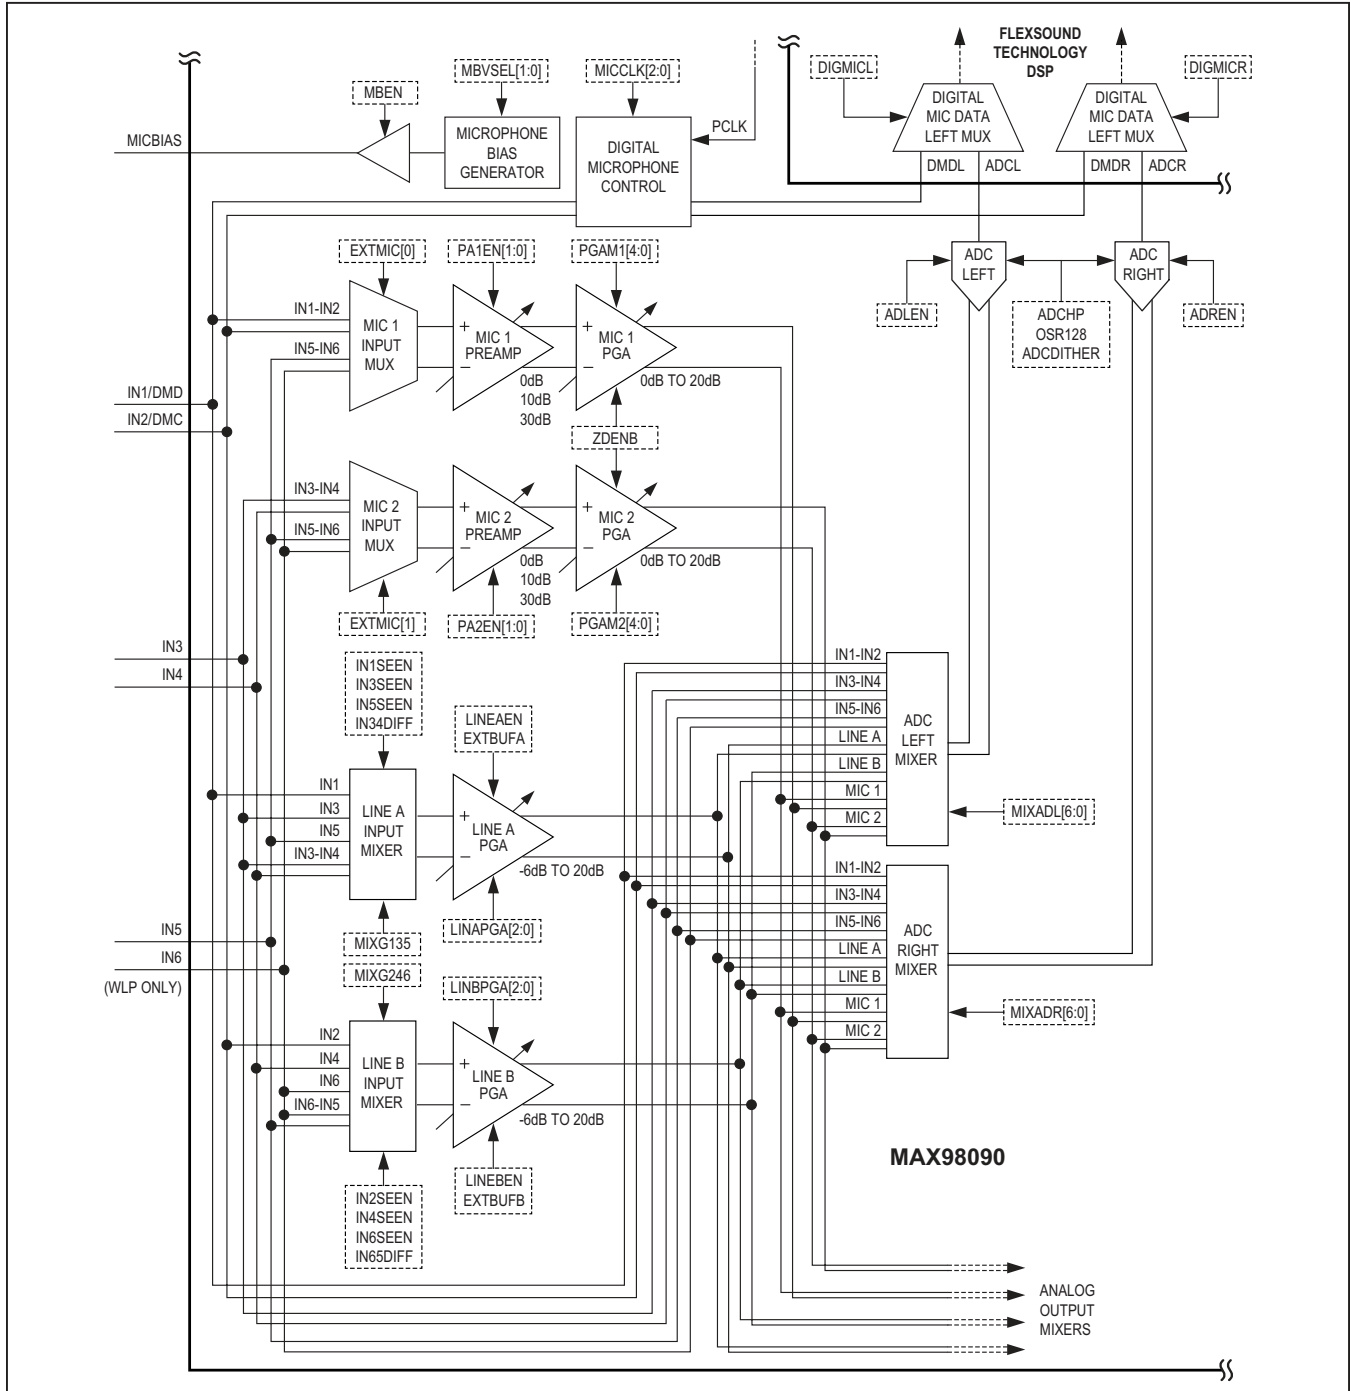 FLEXSOUND
TECHNOLOGY
DSP
MBVSEL[1:0]
MICCLK[2:0]
DIGMICL
DIGMICR
MBEN
MICBIAS
MICROPHONE
BIAS
GENERATOR
DIGITAL
MICROPHONE
CONTROL
PCLK
DIGITAL
MIC DATA
LEFT MUX
DIGITAL
MIC DATA
LEFT MUX
DMDL
ADCL
DMDR
ADCR
EXTMIC[0]
PA1EN[1:0]
PGAM1[4:0]
ADC
LEFT
ADC
RIGHT
ADLEN
ADCHP
OSR128
ADCDITHER
ADREN
IN1-IN2
IN5-IN6
MIC 1
INPUT
MUX
+
−
MIC 1
PREAMP
0dB
10dB
30dB
+
−
MIC 1
PGA
0dB TO 20dB
IN1/DMD
IN2/DMC
ZDENB
IN3-IN4
IN5-IN6
MIC 2
INPUT
MUX
+
−
MIC 2
PREAMP
0dB
10dB
30dB
+
−
MIC 2
PGA
0dB TO 20dB
EXTMIC[1]
PA2EN[1:0]
PGAM2[4:0]
IN3
IN4
IN1SEEN
IN3SEEN
IN5SEEN
IN34DIFF
LINEAEN
EXTBUFA
IN1-IN2
IN3-IN4
IN5-IN6
LINE A
LINE B
MIC 1
MIC 2
ADC
LEFT
MIXER
MIXADL[6:0]
IN1
IN3
IN5
IN3-IN4
LINE A
INPUT
MIXER
+
−
LINE A
PGA
-6dB TO 20dB
IN1-IN2
IN3-IN4
IN5-IN6
LINE A
LINE B
MIC 1
MIC 2
ADC
RIGHT
MIXER
MIXADR[6:0]
IN5
IN6
(WLP ONLY)
MIXG135
LINAPGA[2:0]
MIXG246
LINBPGA[2:0]
IN2
IN4
IN6
IN6-IN5
LINE B
INPUT
MIXER
+
−
LINE B
PGA
-6dB TO 20dB
IN2SEEN
IN4SEEN
IN6SEEN
IN65DIFF
LINEBEN
EXTBUFB
MAX98090
ANALOG
OUTPUT
MIXERS